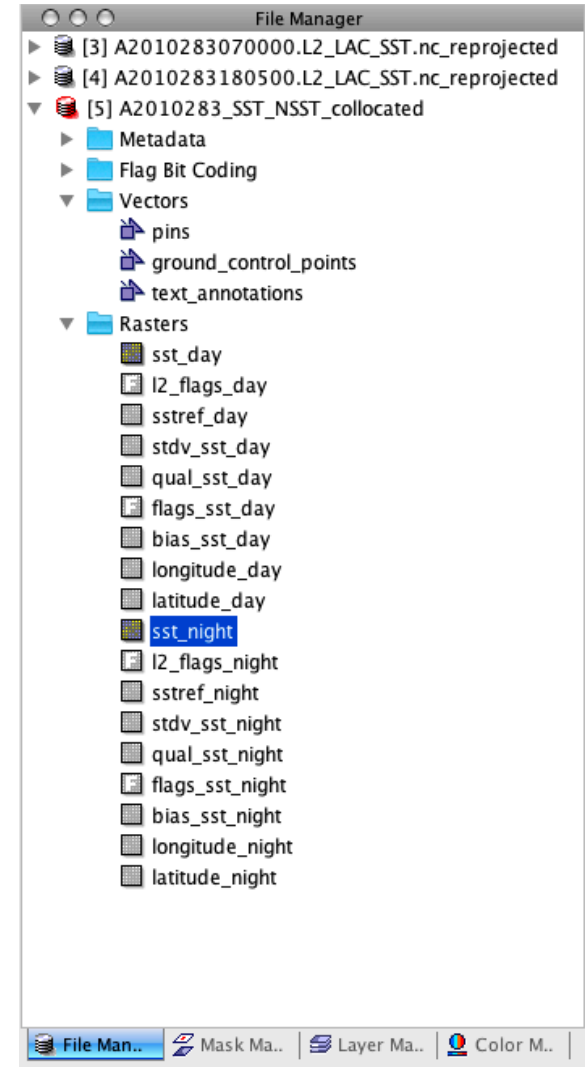 File Manager
[3] A2010283070000.L2_LAC_SST.nc_reprojected
[4] A2010283180500.L2_LAC_SST.nc_reprojected
[5] A2010283_SST_NSST_collocated
Metadata
Flag Bit Coding
Vectors
pins
ground_control_points
text_annotations
Rasters
sst_day
l2_flags_day
sstref_day
stdv_sst_day
qual_sst_day
flags_sst_day
bias_sst_day
longitude_day
latitude_day
sst_night
l2_flags_night
sstref_night
stdv_sst_night
qual_sst_night
flags_sst_night
bias_sst_night
longitude_night
latitude_night
File Man.. Mask Ma.. Layer Ma.. Color M..